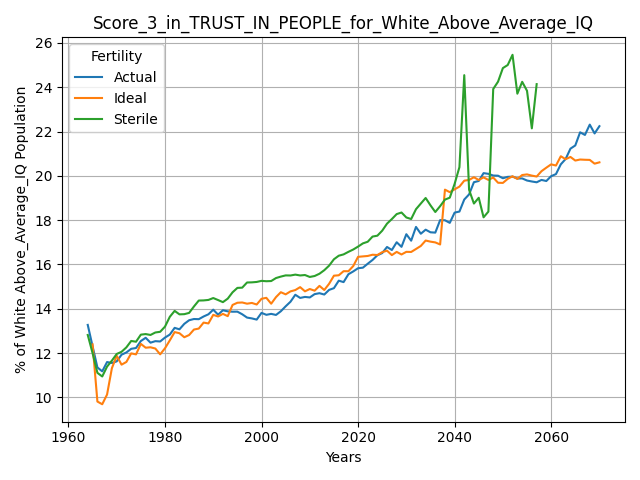 Score_3_in_TRUST_IN_PEOPLE_for_White_Above_Average_IQ
Fertility
Actual
Ideal
Sterile
% of White Above_Average_IQ Population
26
24
22
20
18
16
14
12
10
1960
1980
2000
2020
2040
2060
Years